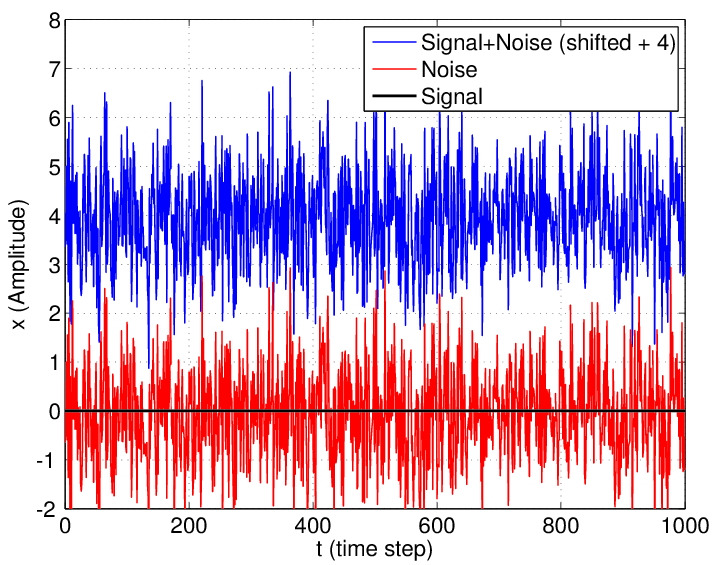 8
7
6
5
4
3
2
1
0
-1
-2
x (Amplitude)
Signal+Noise (shifted + 4)
Noise
Signal
0 200 400 600 800 1000
t (time step)